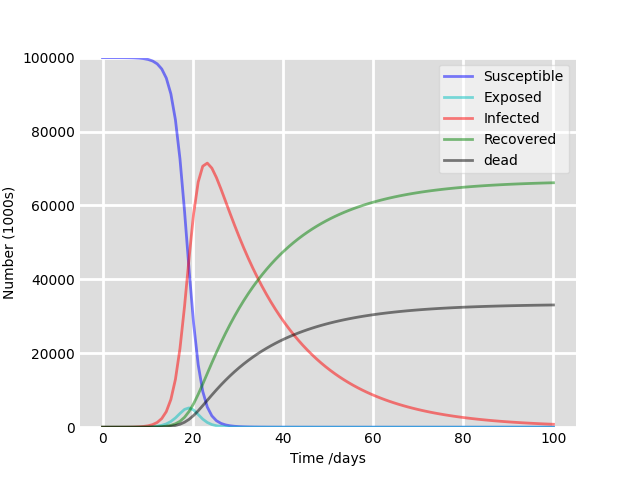 100000
80000
60000
40000
20000
0
Number (1000s)
0 20 40 60 80 100
Time /days
Susceptible
Exposed
Infected
Recovered
dead